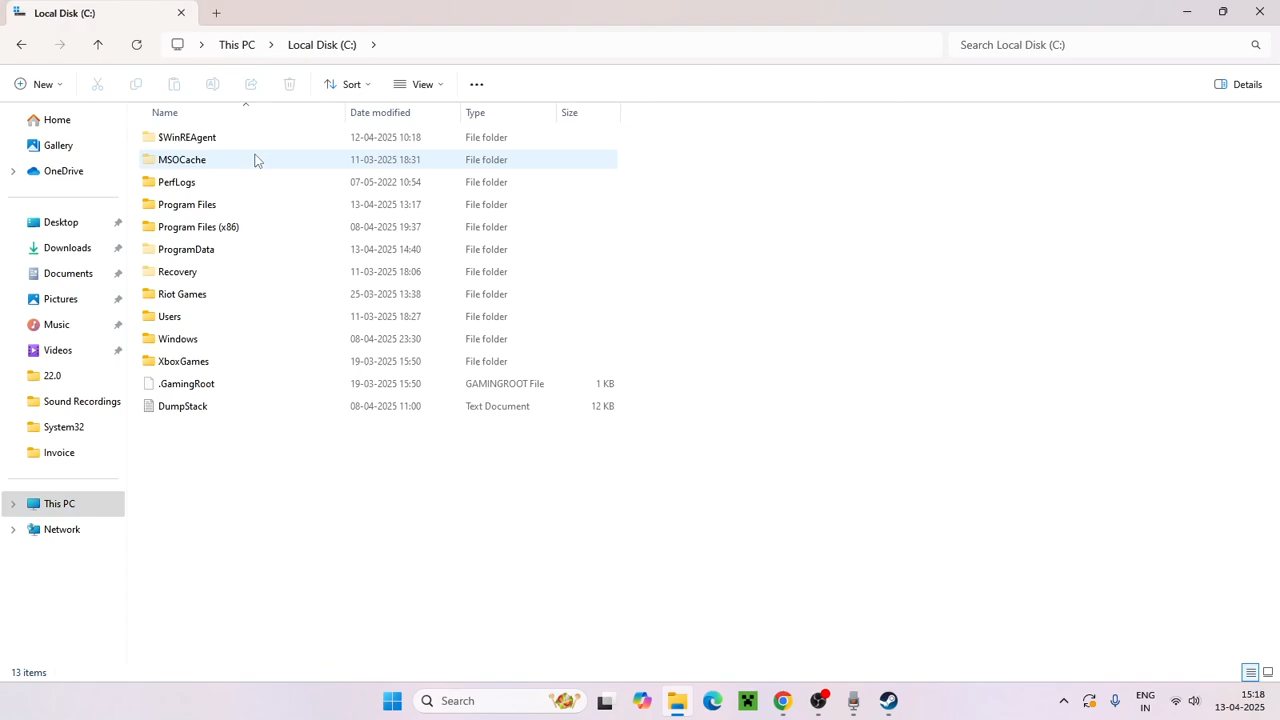 Local Disk (C:)
This PC Local Disk (C:) Search Local Disk (C:)
New Sort View Details
Name Date modified Type Size
Home
Gallery
OneDrive
Desktop
Downloads
Documents
Pictures
Music
Videos
22.0
Sound Recordings
System32
Invoice
This PC
Network
$WinREAgent 12-04-2025 10:18 File folder
MSOCache 11-03-2025 18:31 File folder
PerfLogs 07-05-2022 10:54 File folder
Program Files 13-04-2025 13:17 File folder
Program Files (x86) 08-04-2025 19:37 File folder
ProgramData 13-04-2025 14:40 File folder
Recovery 11-03-2025 18:06 File folder
Riot Games 25-03-2025 13:38 File folder
Users 11-03-2025 18:27 File folder
Windows 08-04-2025 23:30 File folder
XboxGames 19-03-2025 15:50 File folder
.GamingRoot 19-03-2025 15:50 GAMINGROOT File 1 KB
DumpStack 08-04-2025 11:00 Text Document 12 KB
13 items
Search
ENG
IN
15:18
13-04-2025